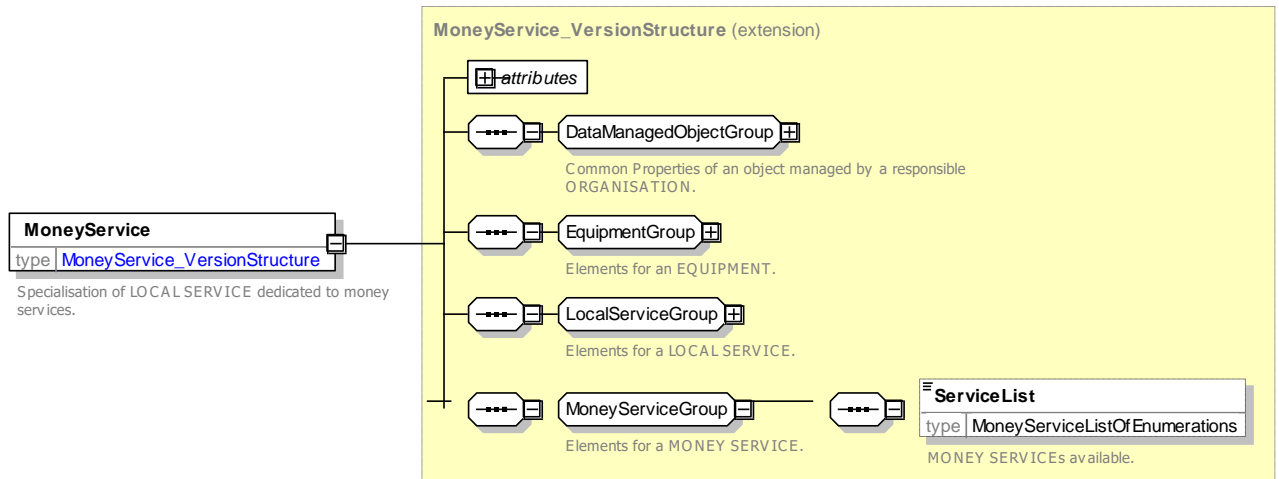 MoneyService_VersionStructure (extension)
attributes
DataManagedObjectGroup
Common Properties of an object managed by a responsible
ORGANISATION.
EquipmentGroup
Elements for an EQUIPMENT.
MoneyService
type MoneyService_VersionStructure
Specialisation of LOCAL SERVICE dedicated to money
services.
LocalServiceGroup
Elements for a LOCAL SERVICE.
MoneyServiceGroup
Elements for a MONEY SERVICE.
ServiceList
type MoneyServiceListOfEnumerations
MONEY SERVICEs available.